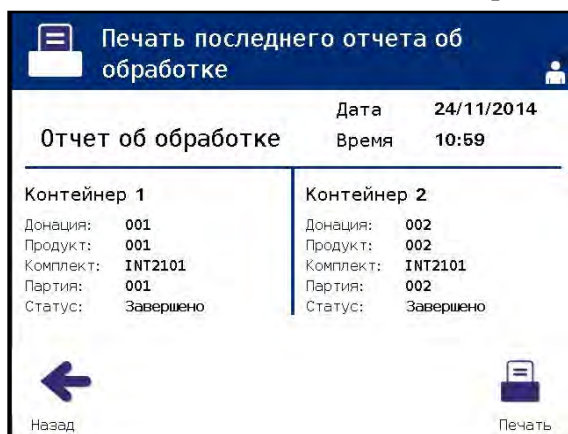 Печать последнего отчета об
обработке
Дата 24/11/2014
Отчет об обработке Время 10:59
Контейнер 1 Контейнер 2
Донация: 001 Донация: 002
Продукт: 001 Продукт: 002
Комплект: INT2101 Комплект: INT2101
Партия: 001 Партия: 002
Статус: Завершено Статус: Завершено
Назад Печать